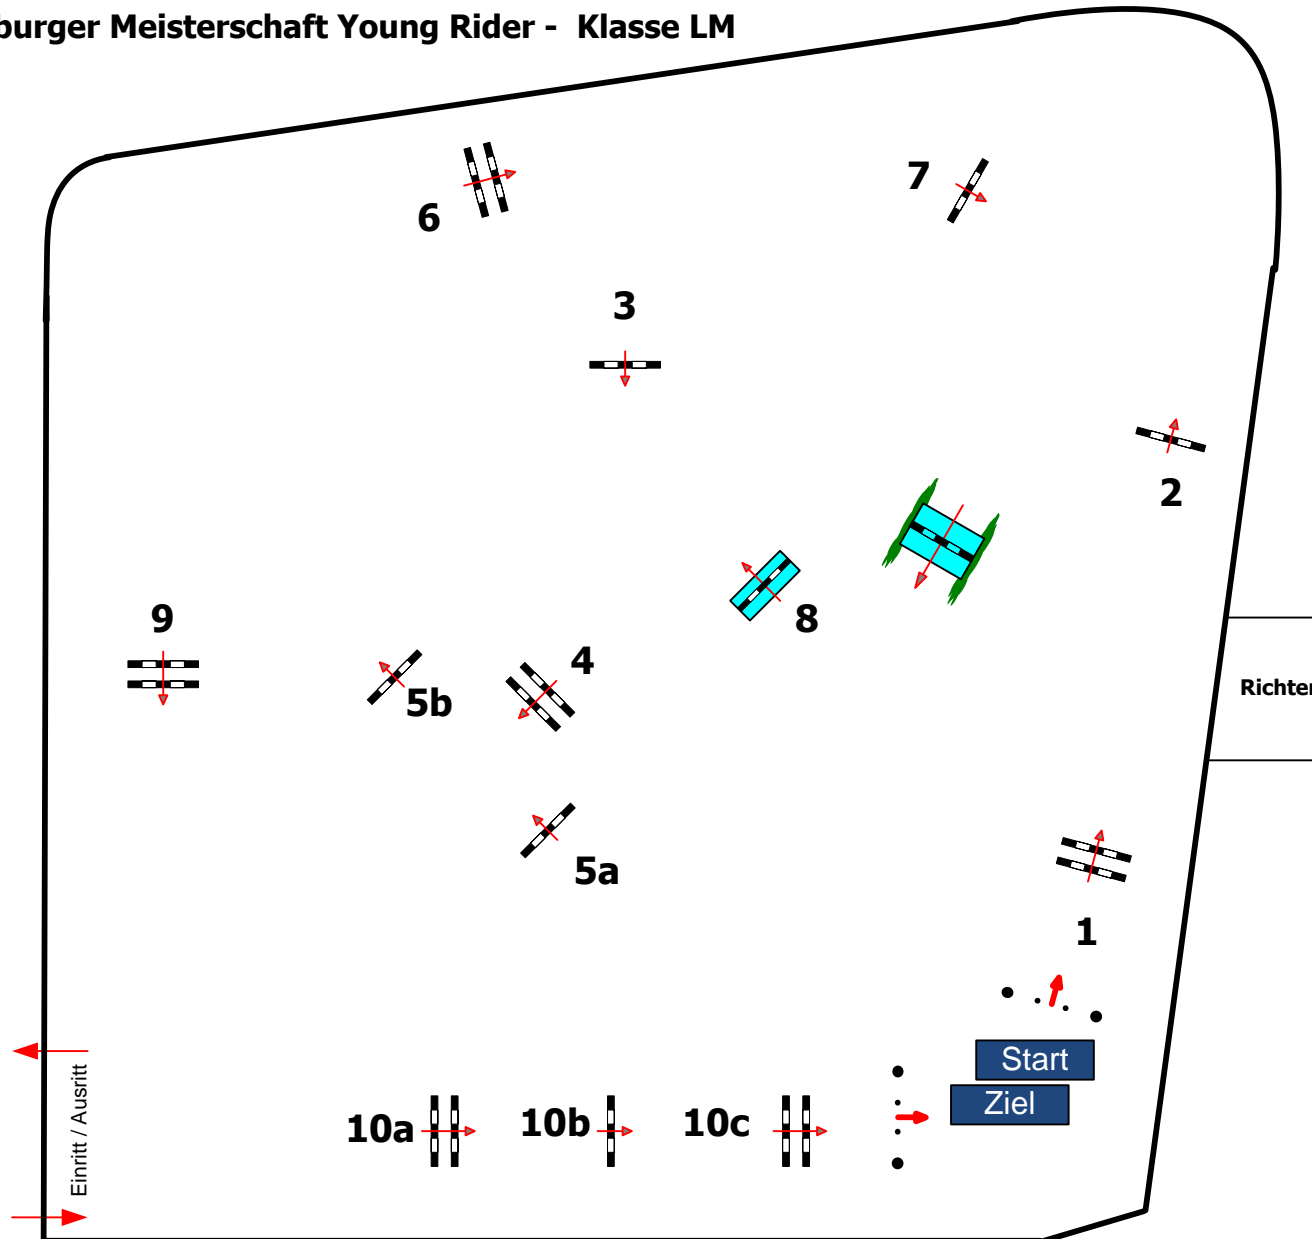 burger Meisterschaft Young Rider - Klasse LM
7
6
3
2
9
8
4
5b
Richter
5a
1
Start
Ziel
10a
10b
10c
Einritt / Ausritt